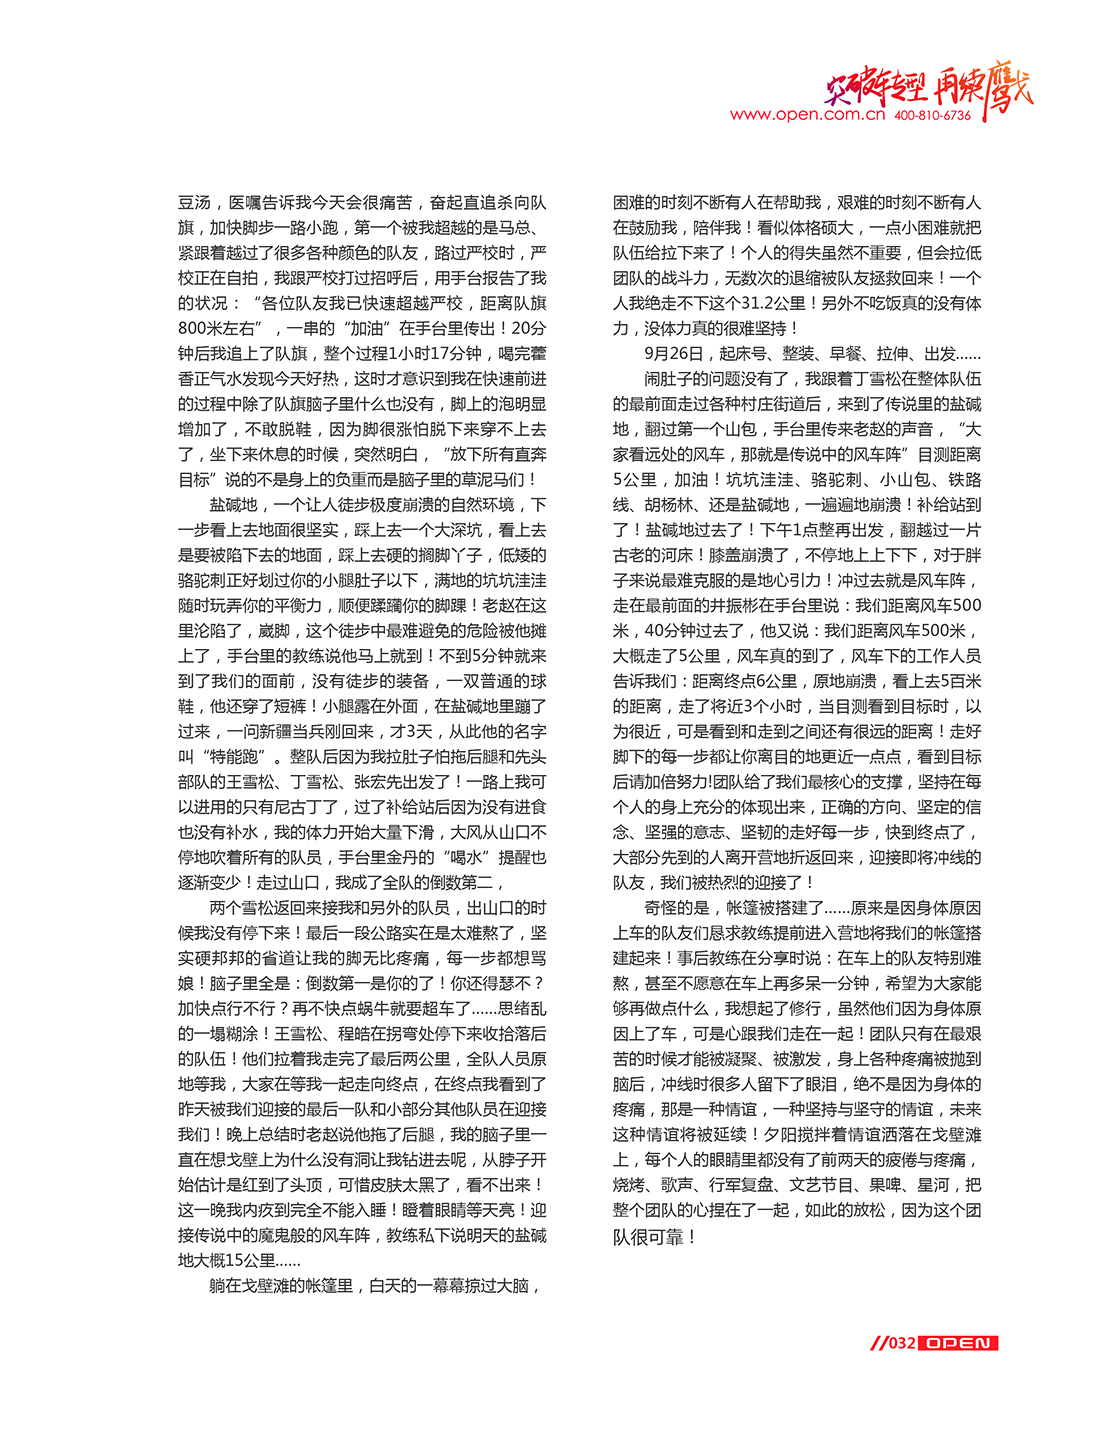 突破转型 再续鹰战
www.open.com.cn 400-810-6736
豆汤，医嘱告诉我今天会很痛苦，奋起直追杀向队
旗，加快脚步一路小跑，第一个被我超越的是马总、
紧跟着越过了很多各种颜色的队友，路过严校时，严
校正在自拍，我跟严校打过招呼后，用手台报告了我
的状况：“各位队友我已快速超越严校，距离队旗
800米左右”，一串的“加油”在手台里传出！20分
钟后我追上了队旗，整个过程1小时17分钟，喝完藿
香正气水发现今天好热，这时才意识到我在快速前进
的过程中除了队旗脑子里什么也没有，脚上的泡明显
增加了，不敢脱鞋，因为脚很涨怕脱下来穿不上去
了，坐下来休息的时候，突然明白，“放下所有直奔
目标”说的不是身上的负重而是脑子里的草泥马们！
盐碱地，一个让人徒步极度崩溃的自然环境，下
一步看上去地面很坚实，踩上去一个大深坑，看上去
是要被陷下去的地面，踩上去硬的搁脚丫子，低矮的
骆驼刺正好划过你的小腿肚子以下，满地的坑坑洼洼
随时玩弄你的平衡力，顺便蹂躏你的脚踝！老赵在这
里沦陷了，崴脚，这个徒步中最难避免的危险被他摊
上了，手台里的教练说他马上就到！不到5分钟就来
到了我们的面前，没有徒步的装备，一双普通的球
鞋，他还穿了短裤！小腿露在外面，在盐碱地里蹦了
过来，一问新疆当兵刚回来，才3天，从此他的名字
叫“特能跑”。整队后因为我拉肚子怕拖后腿和先头
部队的王雪松、丁雪松、张宏先出发了！一路上我可
以进用的只有尼古丁了，过了补给站后因为没有进食
也没有补水，我的体力开始大量下滑，大风从山口不
停地吹着所有的队员，手台里金丹的“喝水”提醒也
逐渐变少！走过山口，我成了全队的倒数第二，
两个雪松返回来接我和另外的队员，出山口的时
候我没有停下来！最后一段公路实在是太难熬了，坚
实硬邦邦的省道让我的脚无比疼痛，每一步都想骂
娘！脑子里全是：倒数第一是你的了！你还得瑟不？
加快点行不行？再不快点蜗牛就要超车了......思绪乱
的一塌糊涂！王雪松、程皓在拐弯处停下来收拾落后
的队伍！他们拉着我走完了最后两公里，全队人员原
地等我，大家在等我一起走向终点，在终点我看到了
昨天被我们迎接的最后一队和小部分其他队员在迎接
我们！晚上总结时老赵说他拖了后腿，我的脑子里一
直在想戈壁上为什么没有洞让我钻进去呢，从脖子开
始估计是红到了头顶，可惜皮肤太黑了，看不出来！
这一晚我内疚到完全不能入睡！瞪着眼睛等天亮！迎
接传说中的魔鬼般的风车阵，教练私下说明天的盐碱
地大概15公里......
躺在戈壁滩的帐篷里，白天的一幕幕掠过大脑，
困难的时刻不断有人在帮助我，艰难的时刻不断有人
在鼓励我，陪伴我！看似体格硕大，一点小困难就把
队伍给拉下来了！个人的得失虽然不重要，但会拉低
团队的战斗力，无数次的退缩被队友拯救回来！一个
人我绝走不下这个31.2公里！另外不吃饭真的没有体
力，没体力真的很难坚持！
9月26日，起床号、整装、早餐、拉伸、出发......
闹肚子的问题没有了，我跟着丁雪松在整体队伍
的最前面走过各种村庄街道后，来到了传说里的盐碱
地，翻过第一个山包，手台里传来老赵的声音，“大
家看远处的风车，那就是传说中的风车阵”目测距离
5公里，加油！坑坑洼洼、骆驼刺、小山包、铁路
线、胡杨林、还是盐碱地，一遍遍地崩溃！补给站到
了！盐碱地过去了！下午1点整再出发，翻越过一片
古老的河床！膝盖崩溃了，不停地上上下下，对于胖
子来说最难克服的是地心引力！冲过去就是风车阵，
走在最前面的井振彬在手台里说：我们距离风车500
米，40分钟过去了，他又说：我们距离风车500米，
大概走了5公里，风车真的到了，风车下的工作人员
告诉我们：距离终点6公里，原地崩溃，看上去5百米
的距离，走了将近3个小时，当目测看到目标时，以
为很近，可是看到和走到之间还有很远的距离！走好
脚下的每一步都让你离目的地更近一点点，看到目标
后请加倍努力!团队给了我们最核心的支撑，坚持在每
个人的身上充分的体现出来，正确的方向、坚定的信
念、坚强的意志、坚韧的走好每一步，快到终点了，
大部分先到的人离开营地折返回来，迎接即将冲线的
队友，我们被热烈的迎接了！
奇怪的是，帐篷被搭建了......原来是因身体原因
上车的队友们恳求教练提前进入营地将我们的帐篷搭
建起来！事后教练在分享时说：在车上的队友特别难
熬，甚至不愿意在车上再多呆一分钟，希望为大家能
够再做点什么，我想起了修行，虽然他们因为身体原
因上了车，可是心跟我们走在一起！团队只有在最艰
苦的时候才能被凝聚、被激发，身上各种疼痛被抛到
脑后，冲线时很多人留下了眼泪，绝不是因为身体的
疼痛，那是一种情谊，一种坚持与坚守的情谊，未来
这种情谊将被延续！夕阳搅拌着情谊洒落在戈壁滩
上，每个人的眼睛里都没有了前两天的疲倦与疼痛，
烧烤、歌声、行军复盘、文艺节目、果啤、星河，把
整个团队的心捏在了一起，如此的放松，因为这个团
队很可靠！
//032 OPEN